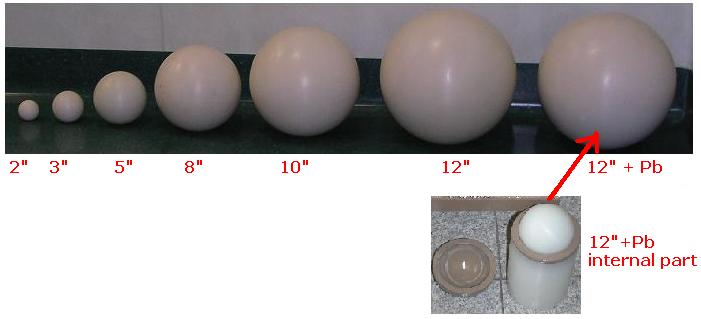 2" 3" 5" 8" 10" 12" 12" + Pb
12"+Pb
internal part